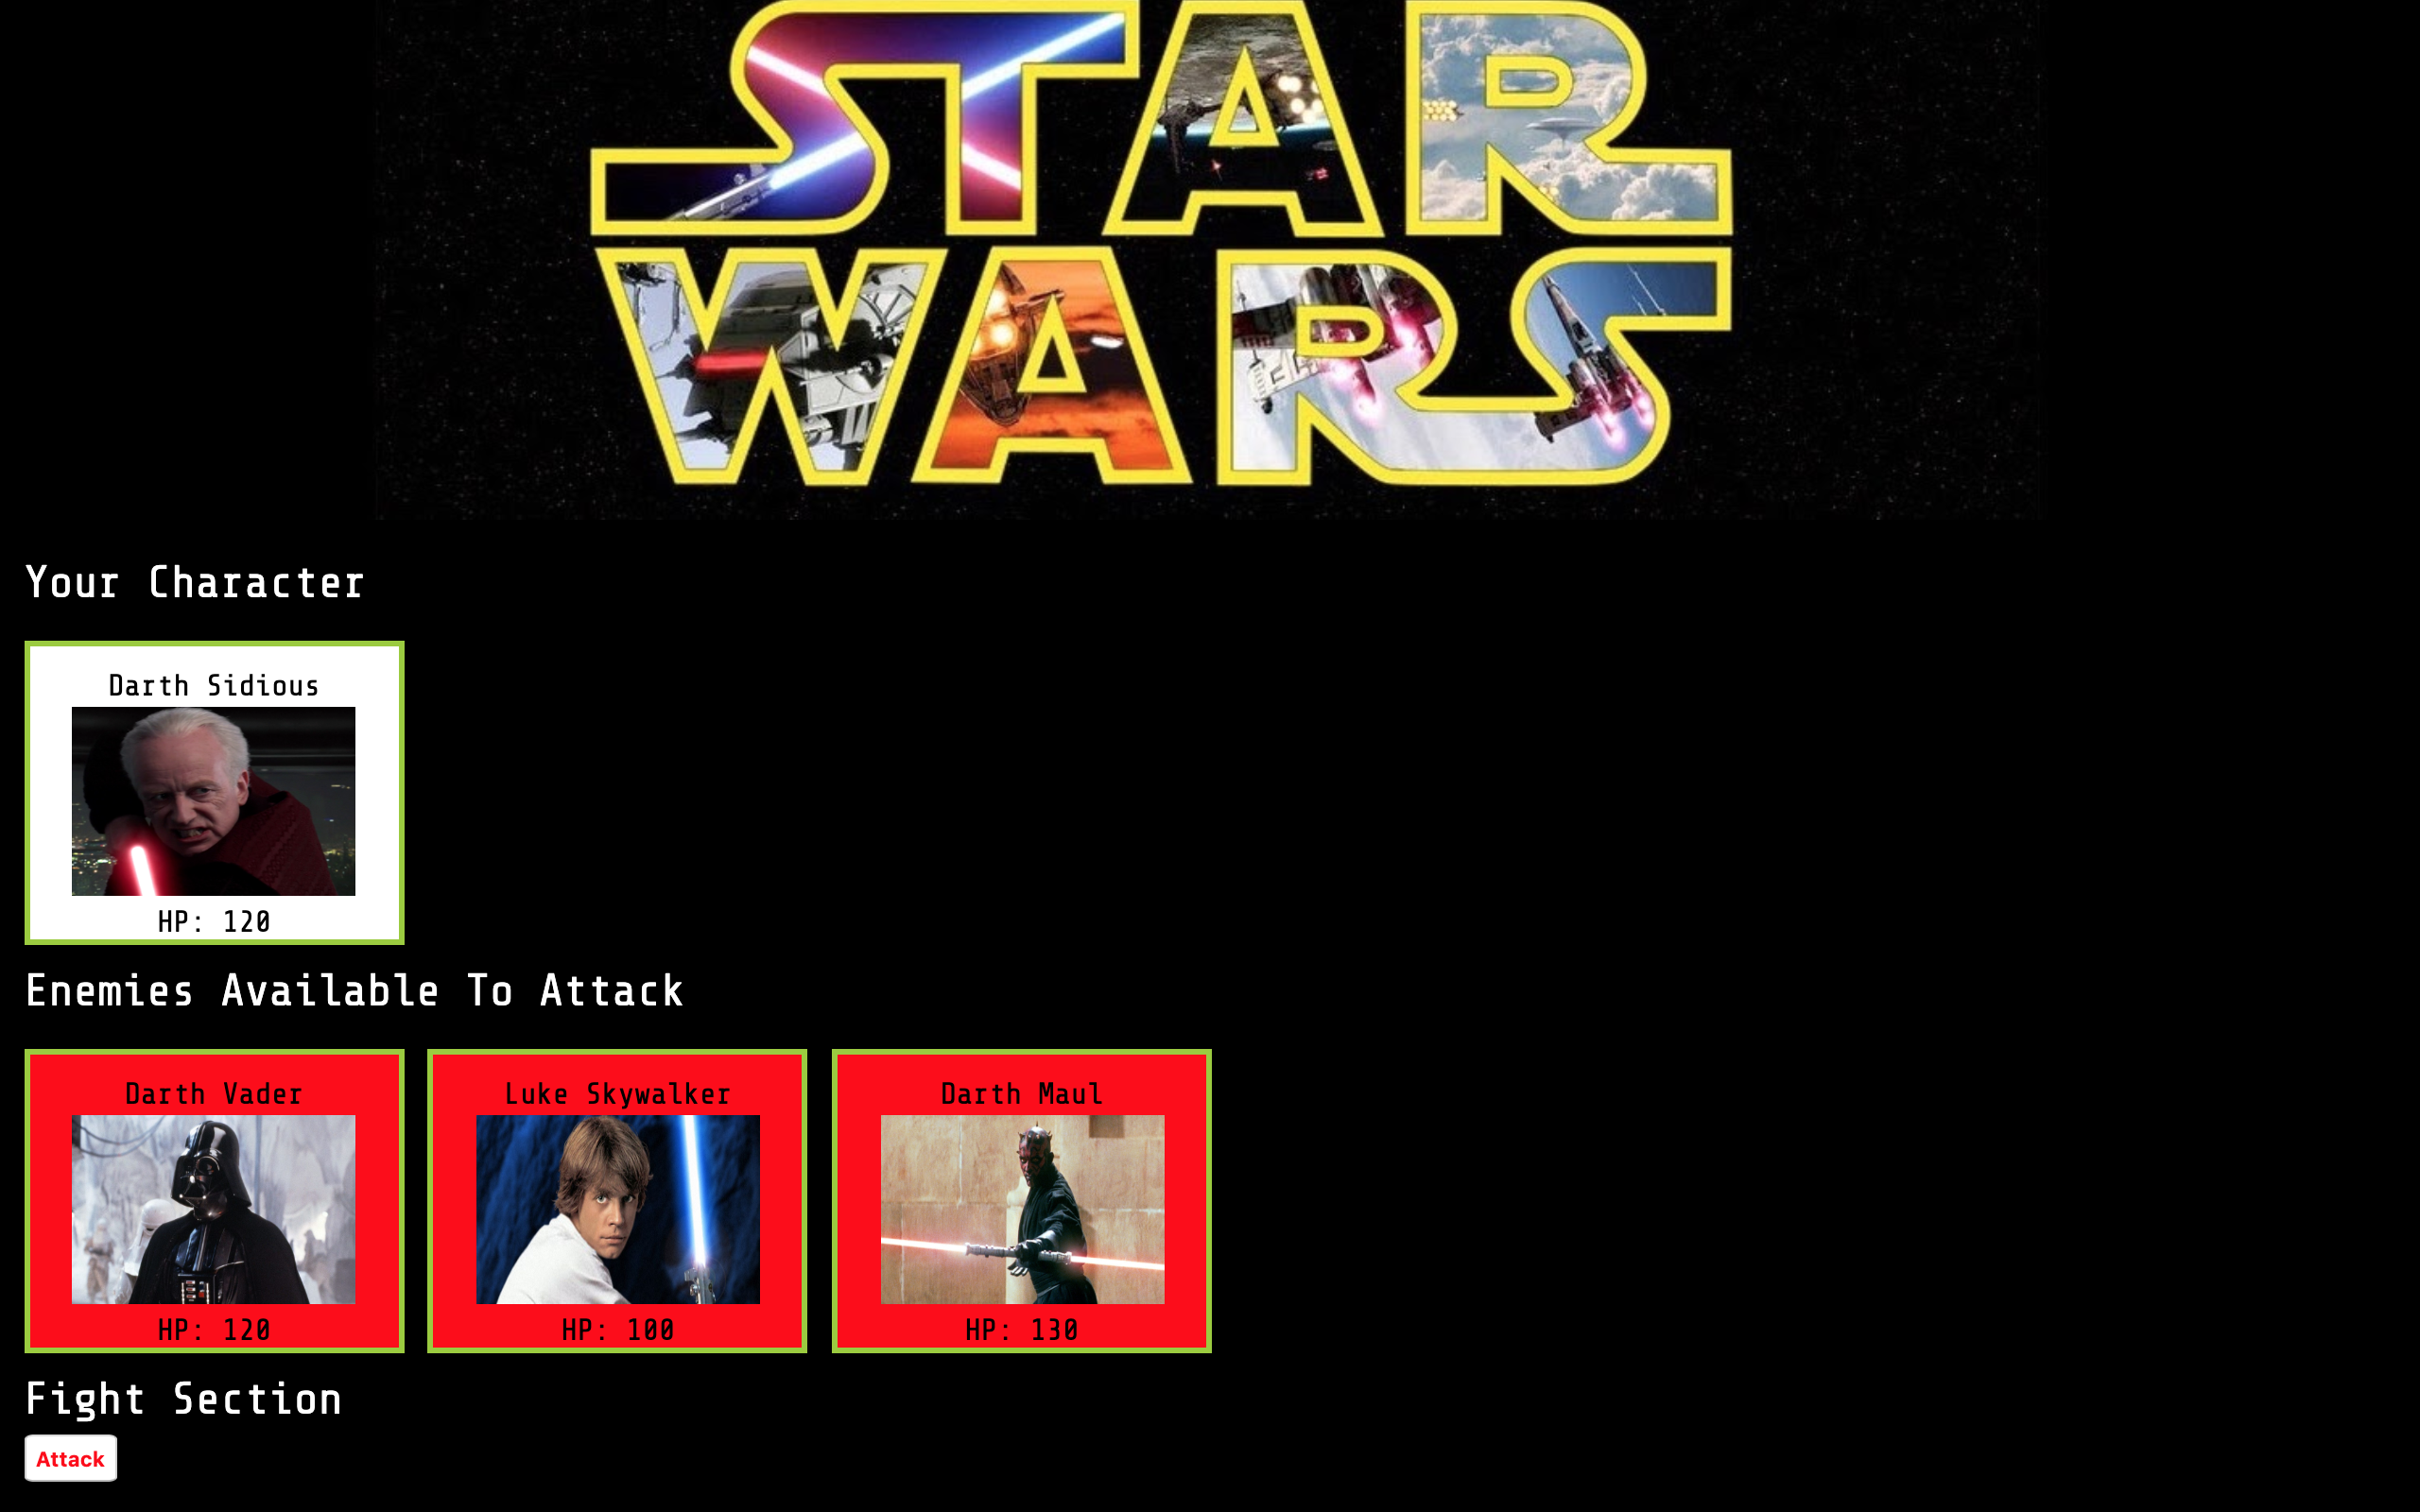 STAR
WARS
Your Character
Darth Sidious
HP: 120
Enemies Available To Attack
Darth Vader
HP: 120
Luke Skywalker
HP: 100
Darth Maul
HP: 130
Fight Section
Attack